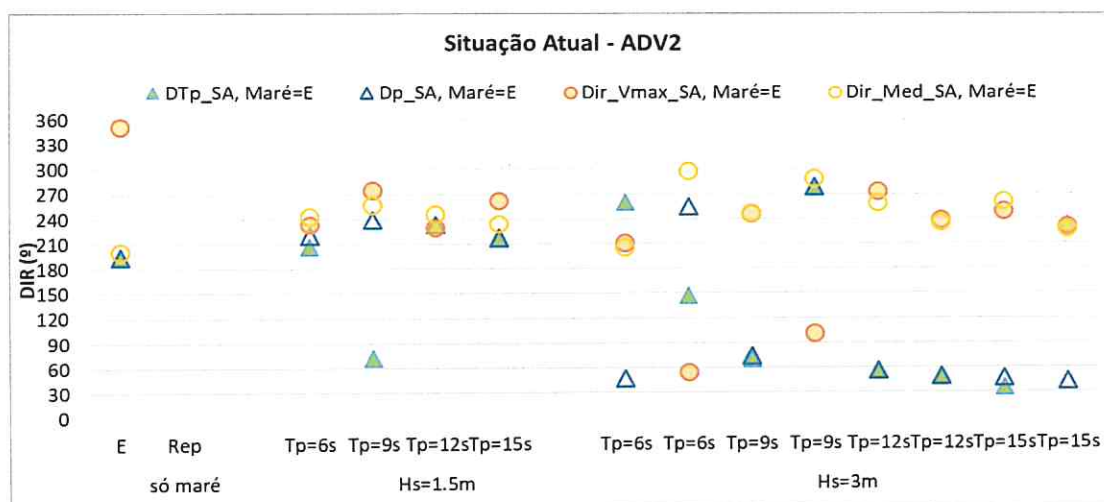 Situação Atual - ADV2
DTp_SA, Maré=E Dp_SA, Maré=E Dir_Vmax_SA, Maré=E Dir_Med_SA, Maré=E
DIR (º)
360
330
300
270
240
210
180
150
120
90
60
30
0
E Rep Tp=6s Tp=9s Tp=12s Tp=15s Tp=6s Tp=6s Tp=9s Tp=9s Tp=12s Tp=12s Tp=15s Tp=15s
só maré Hs=1.5m Hs=3m